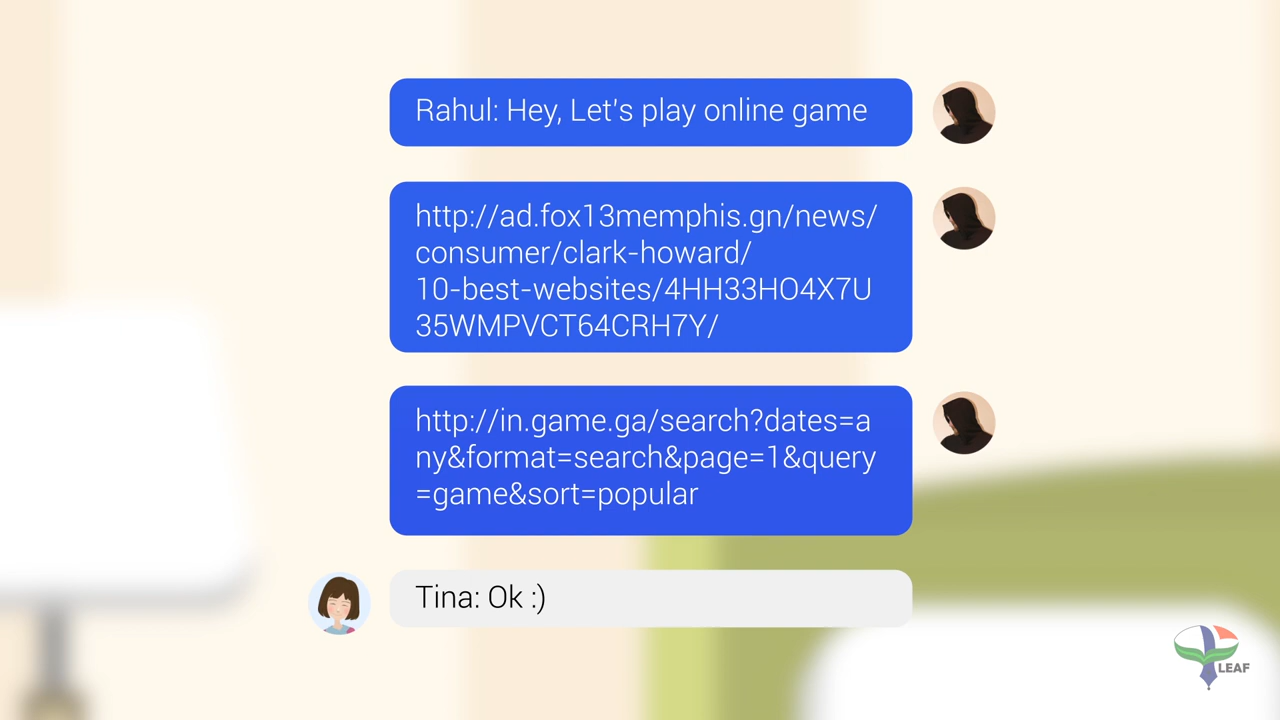 Rahul: Hey, Let's play online game
http://ad.fox13memphis.gn/news/
consumer/clark-howard/
10-best-websites/4HH33HO4X7U
35WMPVCT64CRH7Y/
http://in.game.ga/search?dates=a
ny&format=search&page=1&query
=game&sort=popular
Tina: Ok :)
LEAF